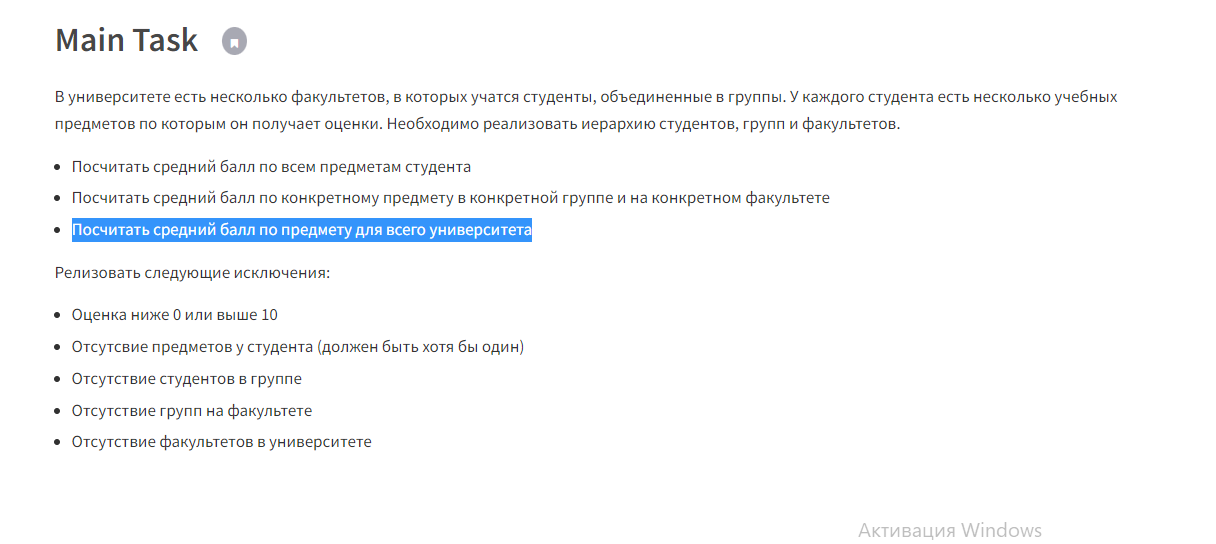 Main Task
В университете есть несколько факультетов, в которых учатся студенты, объединенные в группы. У каждого студента есть несколько учебных
предметов по которым он получает оценки. Необходимо реализовать иерархию студентов, групп и факультетов.
Посчитать средний балл по всем предметам студента
Посчитать средний балл по конкретному предмету в конкретной группе и на конкретном факультете
Посчитать средний балл по предмету для всего университета
Релизовать следующие исключения:
Оценка ниже 0 или выше 10
Отсутсвие предметов у студента (должен быть хотя бы один)
Отсутствие студентов в группе
Отсутствие групп на факультете
Отсутствие факультетов в университете
Активация Windows